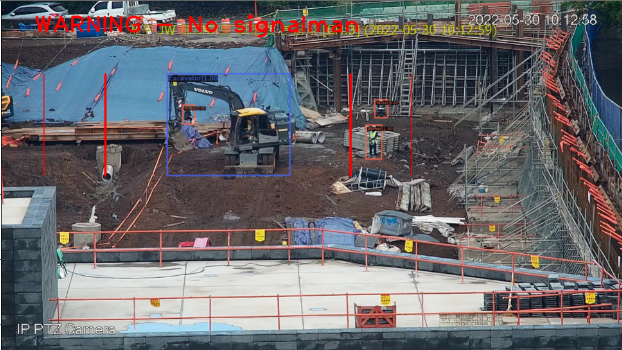 WARNING: No signalman
2022-05-30 10:12:58
(2022-05-30 10:12:59)
Excavator
VOLVO
IP PTZ Camera